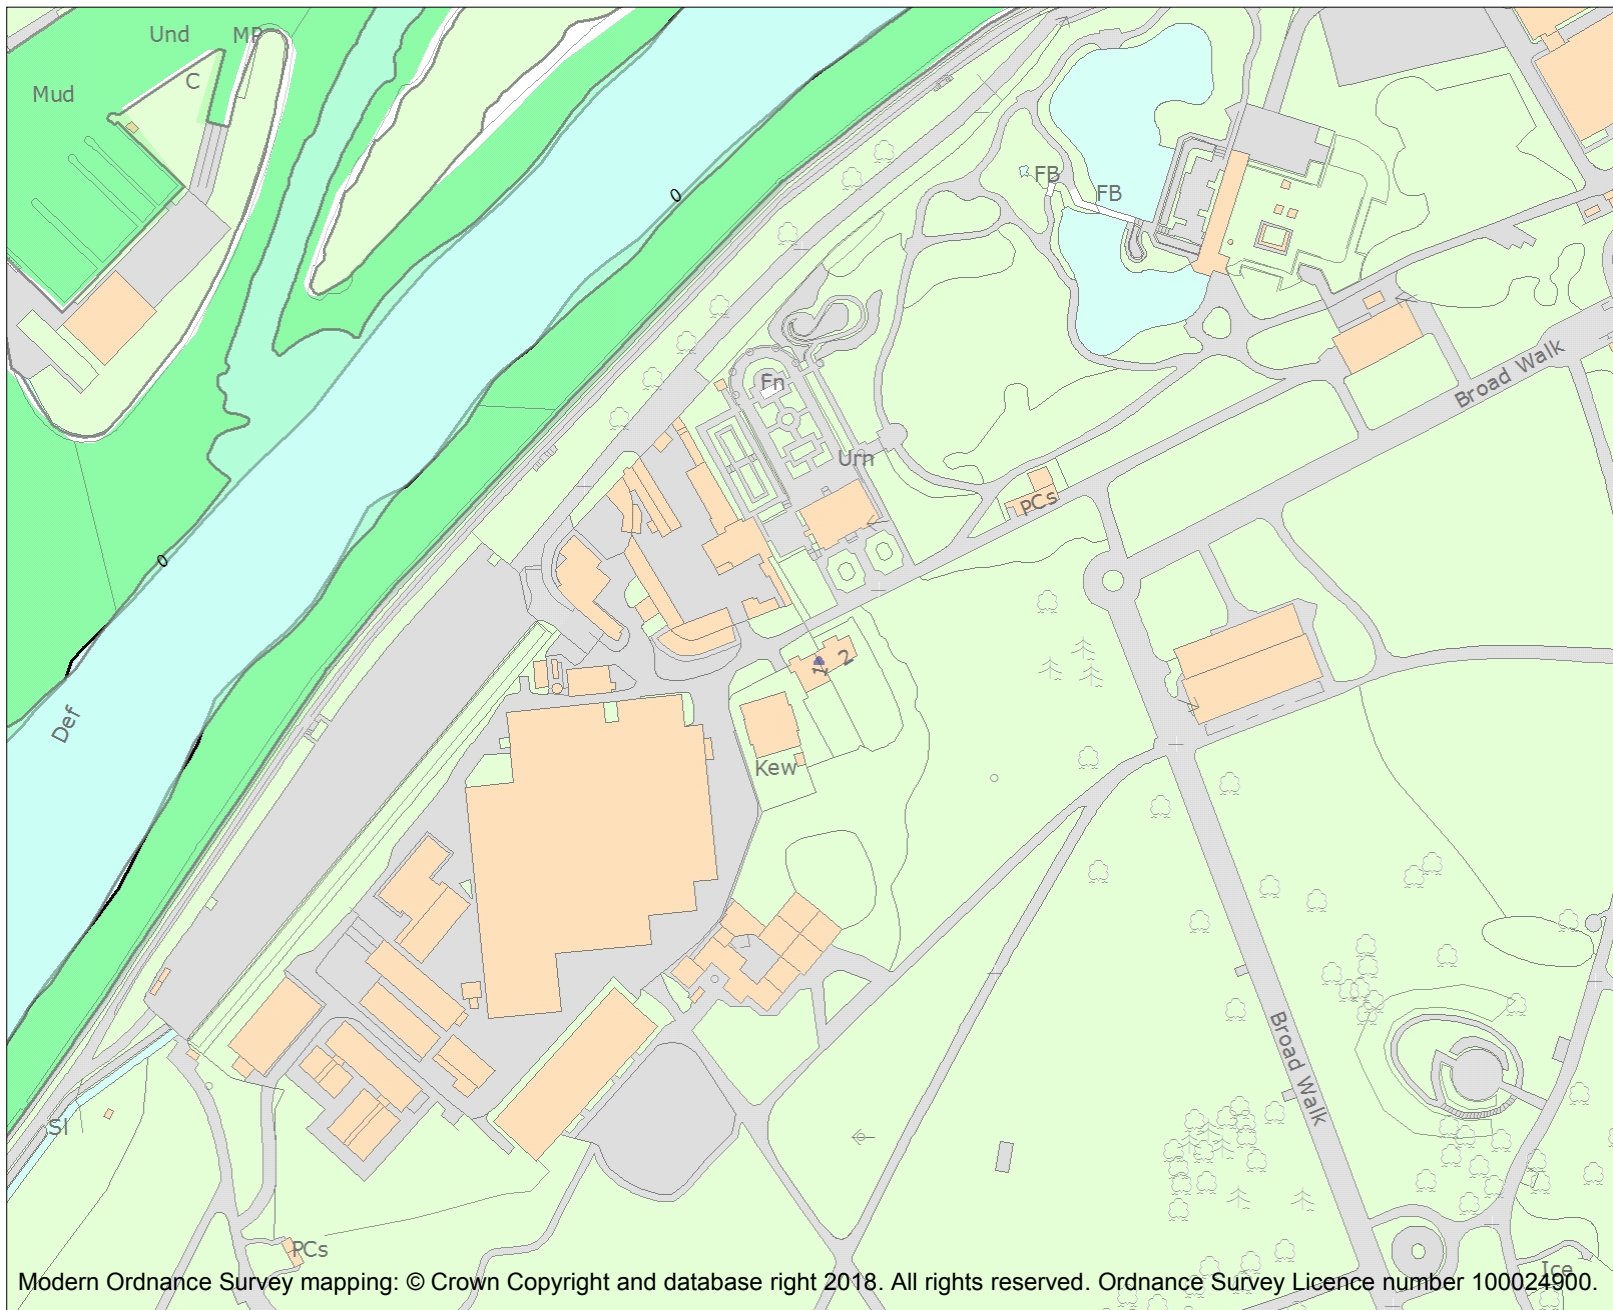 Und
MP
C
Mud
0
FB
FB
Broad Walk
Fn
Urn
PCs
0
1
2
Def
Kew
Broad Walk
Sl
PCs
Ice
Modern Ordnance Survey mapping: © Crown Copyright and database right 2018. All rights reserved. Ordnance Survey Licence number 100024900.